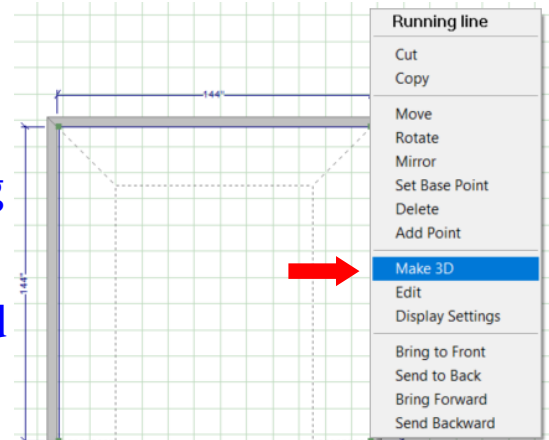 Running line
Cut
Copy
144"
Move
Rotate
Mirror
Set Base Point
Delete
Add Point
Make 3D
144"
Edit
Display Settings
Bring to Front
Send to Back
Bring Forward
Send Backward